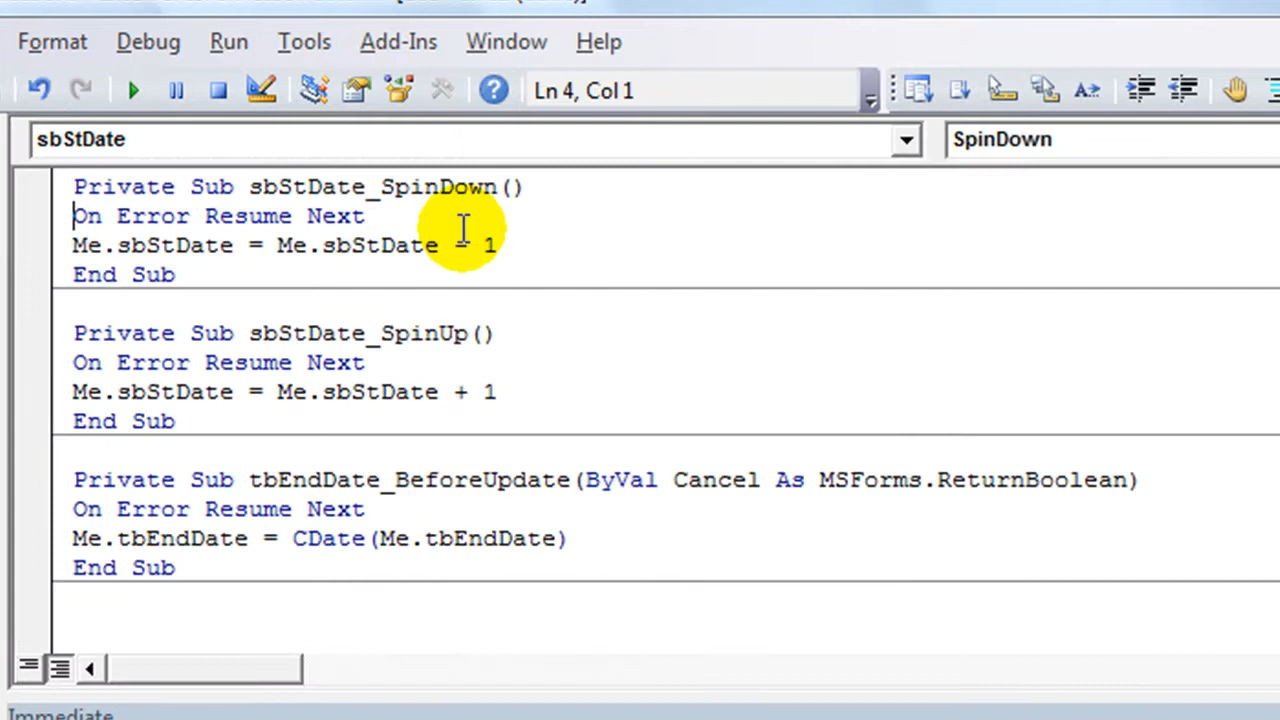 Format Debug Run Tools Add-Ins Window Help
Ln 4, Col 1
sbStDate SpinDown
Private Sub sbStDate_SpinDown()
On Error Resume Next
Me.sbStDate = Me.sbStDate - 1
End Sub
Private Sub sbStDate_SpinUp()
On Error Resume Next
Me.sbStDate = Me.sbStDate + 1
End Sub
Private Sub tbEndDate_BeforeUpdate(ByVal Cancel As MSForms.ReturnBoolean)
On Error Resume Next
Me.tbEndDate = CDate(Me.tbEndDate)
End Sub
Immediate